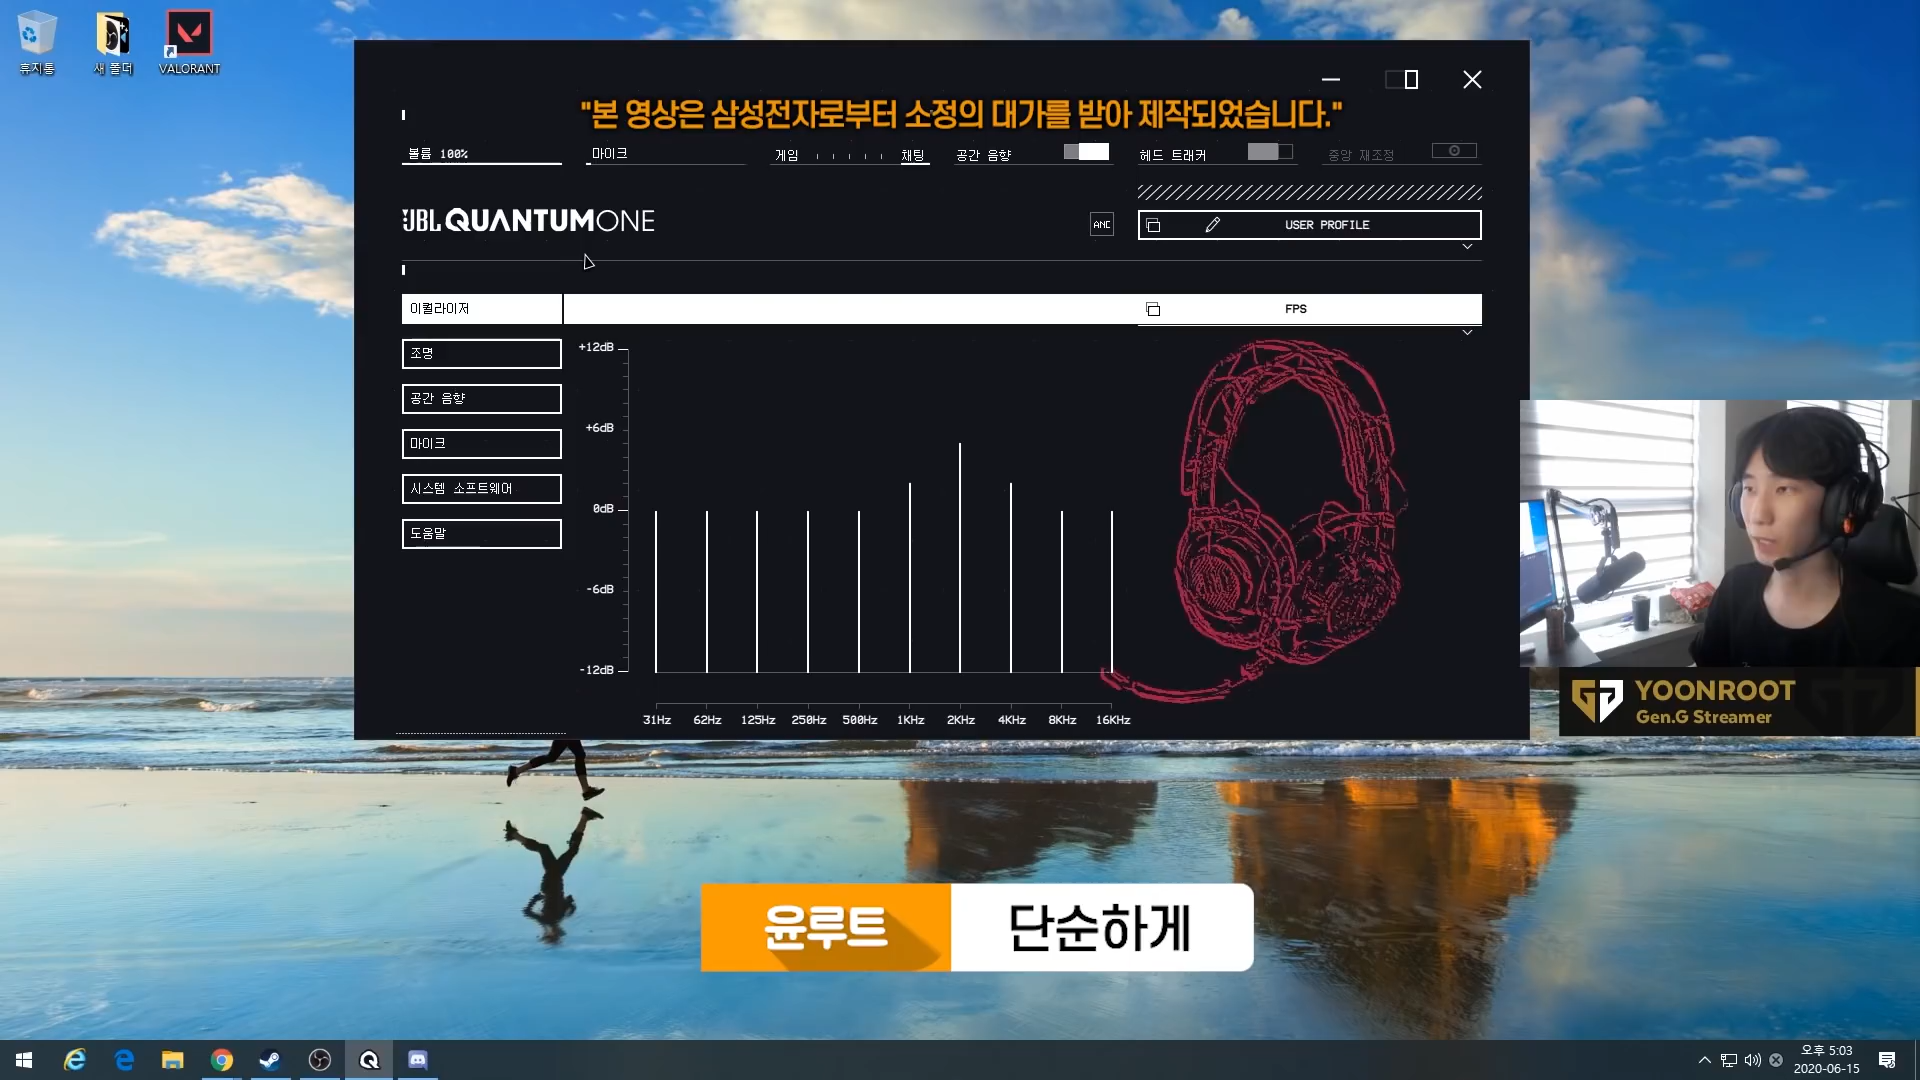 휴지통
새 폴더
VALORANT
"본 영상은 삼성전자로부터 소정의 대가를 받아 제작되었습니다."
볼륨 100%
마이크
게임
채팅
공간 음향
헤드 트래커
중앙 재조정
JBL QUANTUMONE
ANC
USER PROFILE
이퀄라이저
FPS
조명
공간 음향
마이크
시스템 소프트웨어
도움말
+12dB
+6dB
0dB
-6dB
-12dB
31Hz 62Hz 125Hz 250Hz 500Hz 1KHz 2KHz 4KHz 8KHz 16KHz
YOONROOT
Gen.G Streamer
윤루트 단순하게
오후 5:03
2020-06-15